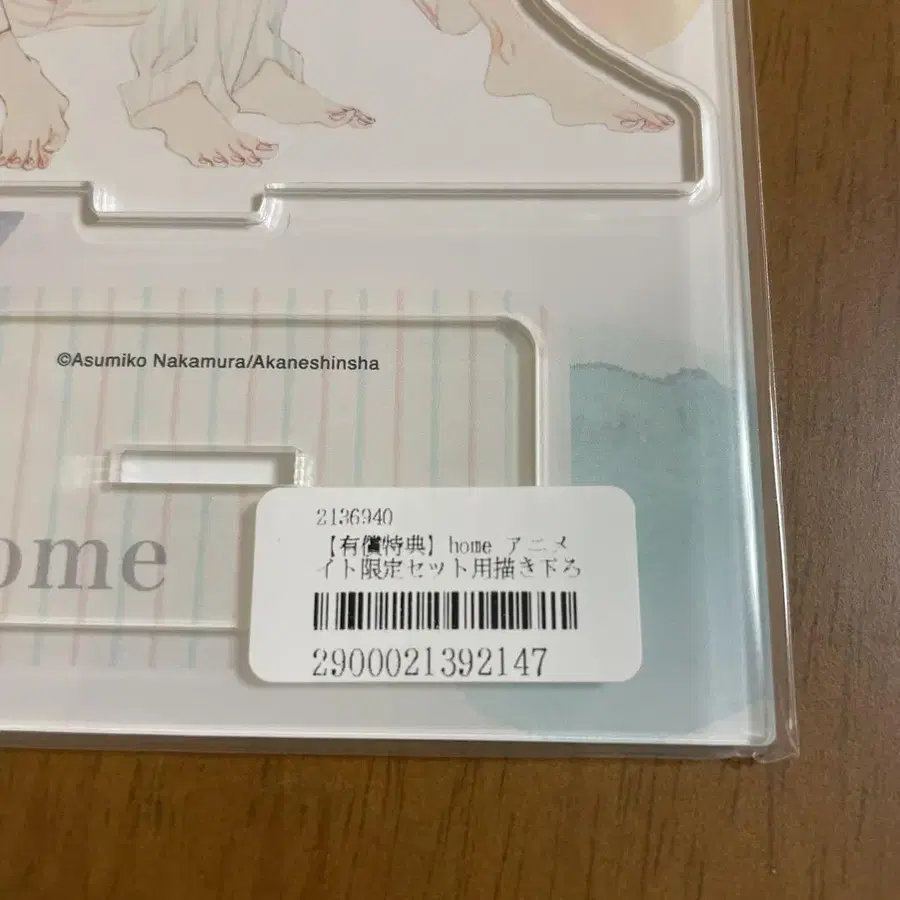 ©Asumiko Nakamura/Akaneshinsha
ome
2136940
【有償特典】home アニメ
イト限定セット用描き下ろ
2900021392147